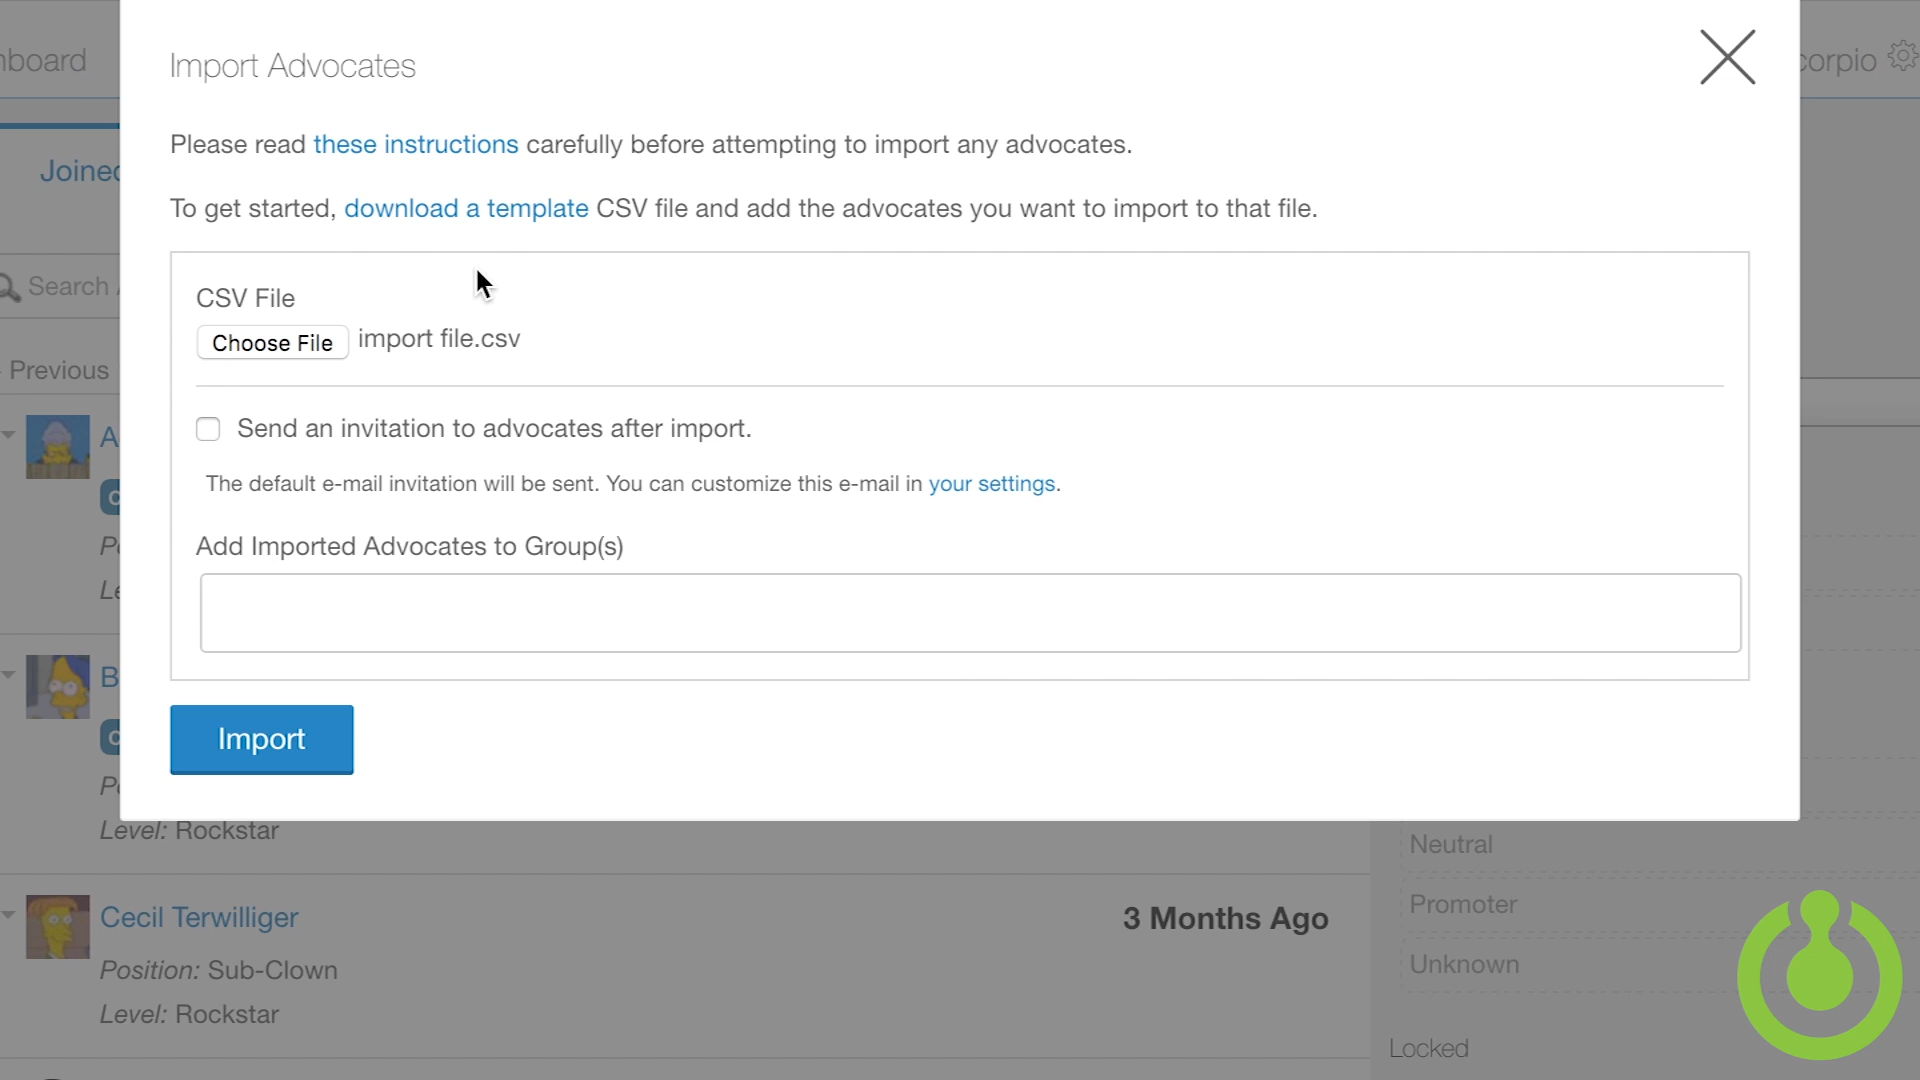 Import Advocates
Please read these instructions carefully before attempting to import any advocates.
To get started, download a template CSV file and add the advocates you want to import to that file.
CSV File
Choose File import file.csv
Send an invitation to advocates after import.
The default e-mail invitation will be sent. You can customize this e-mail in your settings.
Add Imported Advocates to Group(s)
Import
Joined
Search
Previous
Level: Rockstar
Cecil Terwilliger
3 Months Ago
Position: Sub-Clown
Level: Rockstar
Neutral
Promoter
Unknown
Locked